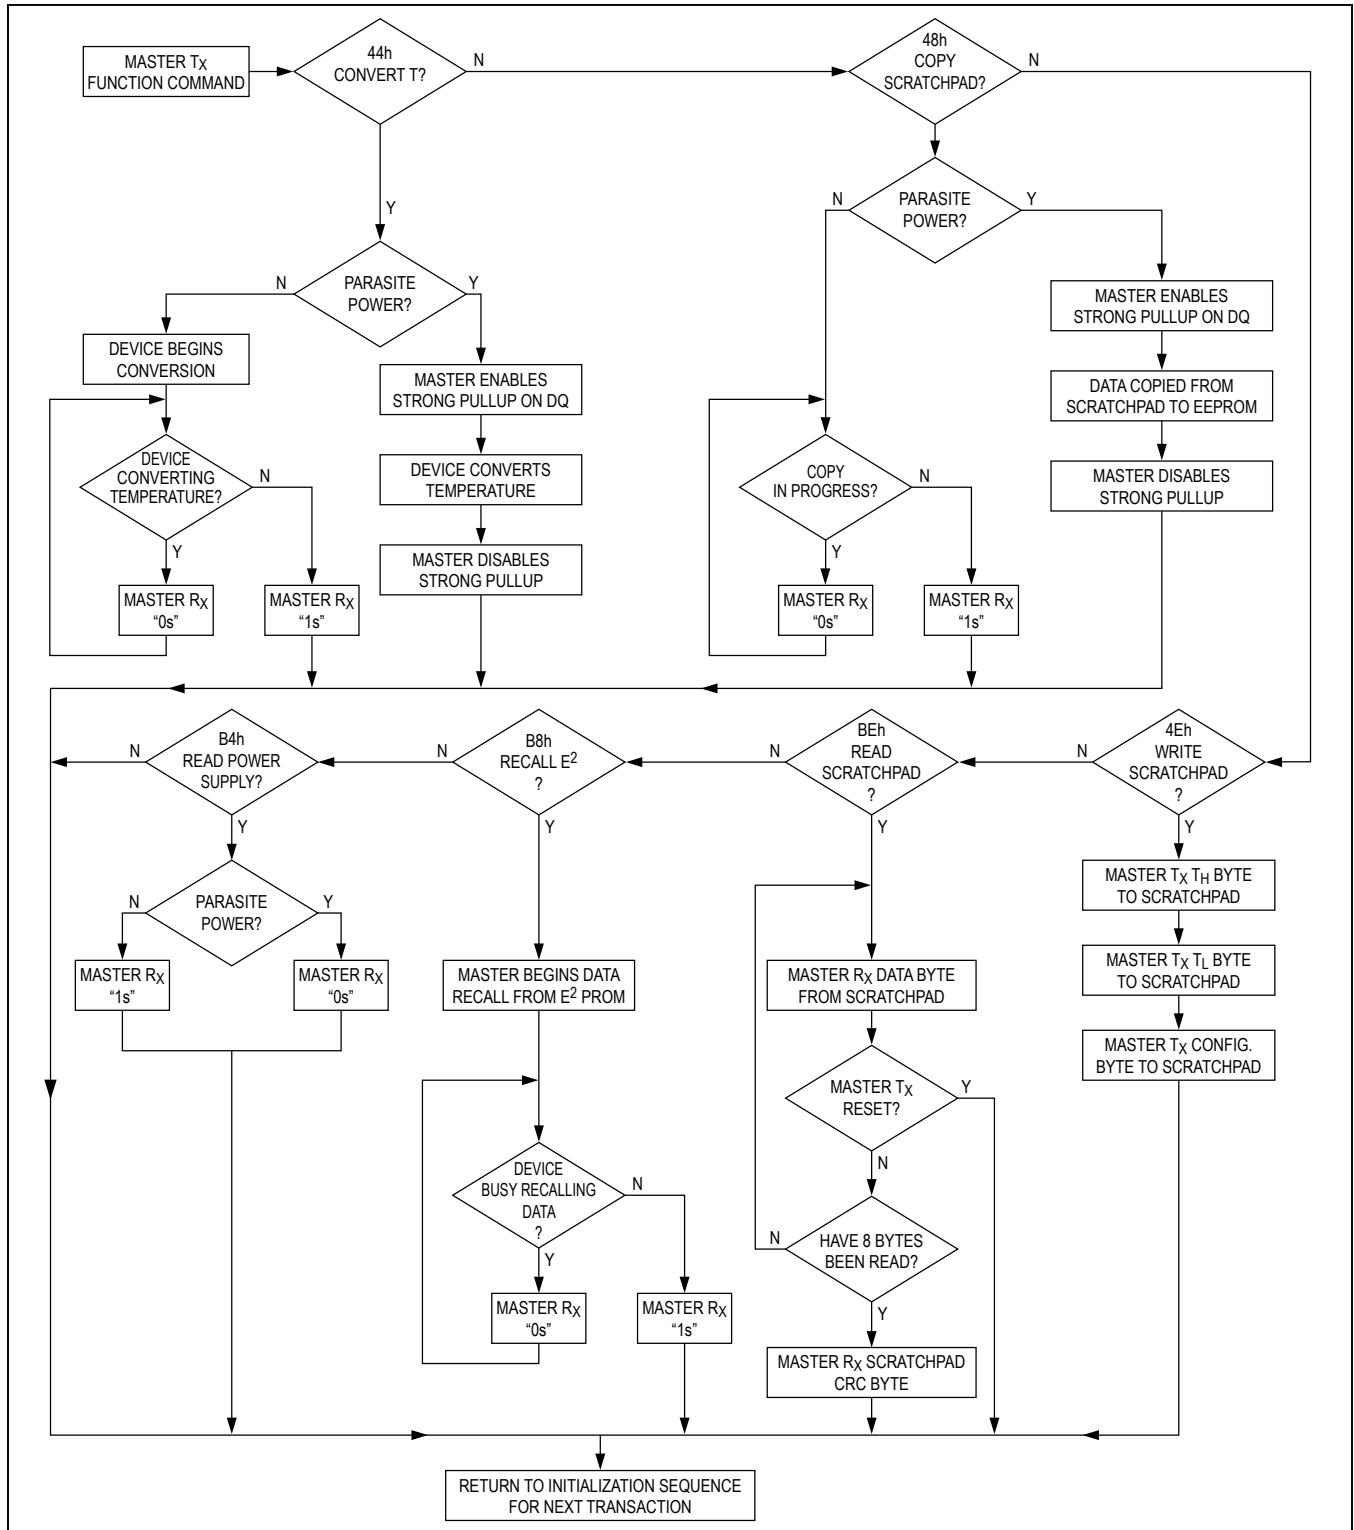 MASTER TX
FUNCTION COMMAND
44h
CONVERT T?
N
Y
48h
COPY
SCRATCHPAD?
N
PARASITE
POWER?
N
Y
PARASITE
POWER?
N
Y
DEVICE BEGINS
CONVERSION
MASTER ENABLES
STRONG PULLUP ON DQ
DEVICE
CONVERTING
TEMPERATURE?
N
Y
DEVICE CONVERTS
TEMPERATURE
MASTER DISABLES
STRONG PULLUP
MASTER RX
“0s”
MASTER RX
“1s”
MASTER ENABLES
STRONG PULLUP ON DQ
DATA COPIED FROM
SCRATCHPAD TO EEPROM
MASTER DISABLES
STRONG PULLUP
COPY
IN PROGRESS?
N
Y
MASTER RX
“0s”
MASTER RX
“1s”
B4h
READ POWER
SUPPLY?
N
Y
B8h
RECALL E2
?
N
Y
BEh
READ
SCRATCHPAD
?
N
Y
4Eh
WRITE
SCRATCHPAD
?
N
Y
PARASITE
POWER?
N
Y
MASTER RX
“1s”
MASTER RX
“0s”
MASTER BEGINS DATA
RECALL FROM E2 PROM
DEVICE
BUSY RECALLING
DATA
?
N
Y
MASTER RX
“0s”
MASTER RX
“1s”
MASTER RX DATA BYTE
FROM SCRATCHPAD
MASTER TX
RESET?
Y
N
HAVE 8 BYTES
BEEN READ?
N
Y
MASTER RX SCRATCHPAD
CRC BYTE
MASTER TX TH BYTE
TO SCRATCHPAD
MASTER TX TL BYTE
TO SCRATCHPAD
MASTER TX CONFIG.
BYTE TO SCRATCHPAD
RETURN TO INITIALIZATION SEQUENCE
FOR NEXT TRANSACTION